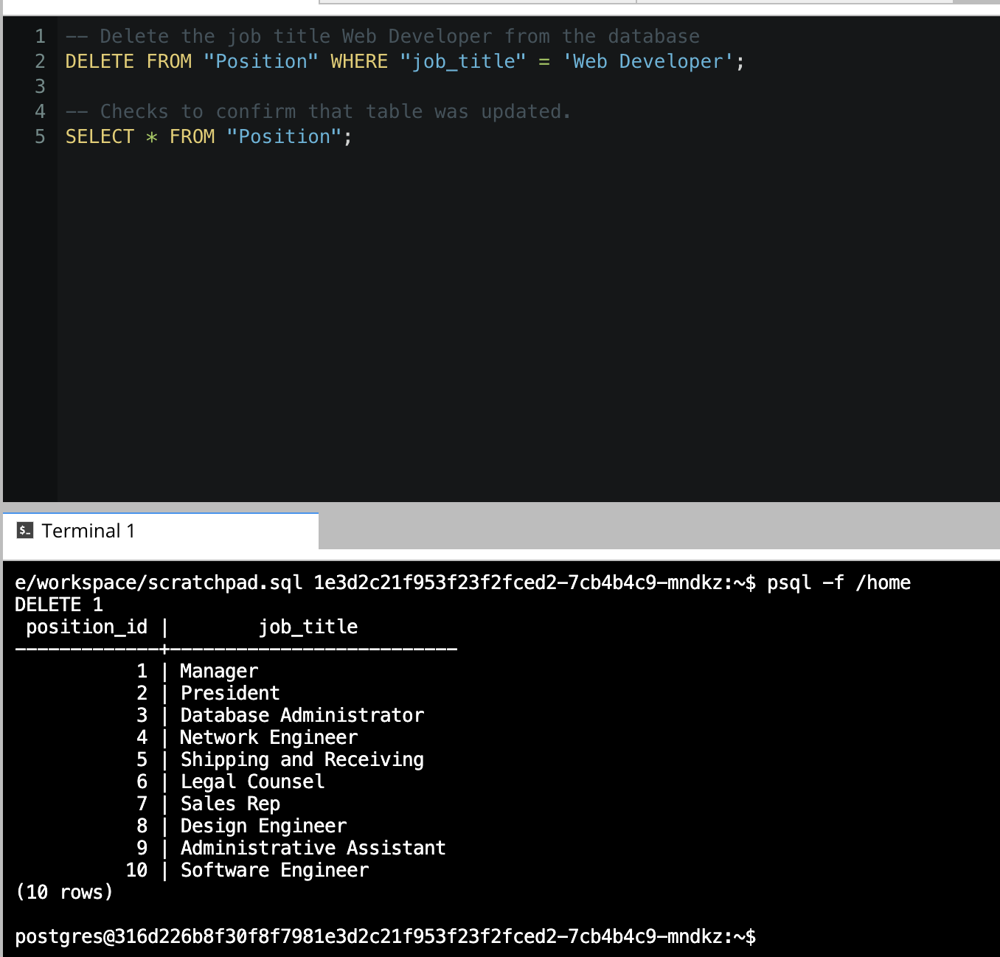 1 -- Delete the job title Web Developer from the database
2 DELETE FROM "Position" WHERE "job_title" = 'Web Developer';
3
4 -- Checks to confirm that table was updated.
5 SELECT * FROM "Position";
$_ Terminal 1
e/workspace/scratchpad.sql 1e3d2c21f953f23f2fced2-7cb4b4c9-mndkz:~$ psql -f /home
DELETE 1
 position_id |        job_title
-------------+--------------------------
           1 | Manager
           2 | President
           3 | Database Administrator
           4 | Network Engineer
           5 | Shipping and Receiving
           6 | Legal Counsel
           7 | Sales Rep
           8 | Design Engineer
           9 | Administrative Assistant
          10 | Software Engineer
(10 rows)
postgres@316d226b8f30f8f7981e3d2c21f953f23f2fced2-7cb4b4c9-mndkz:~$